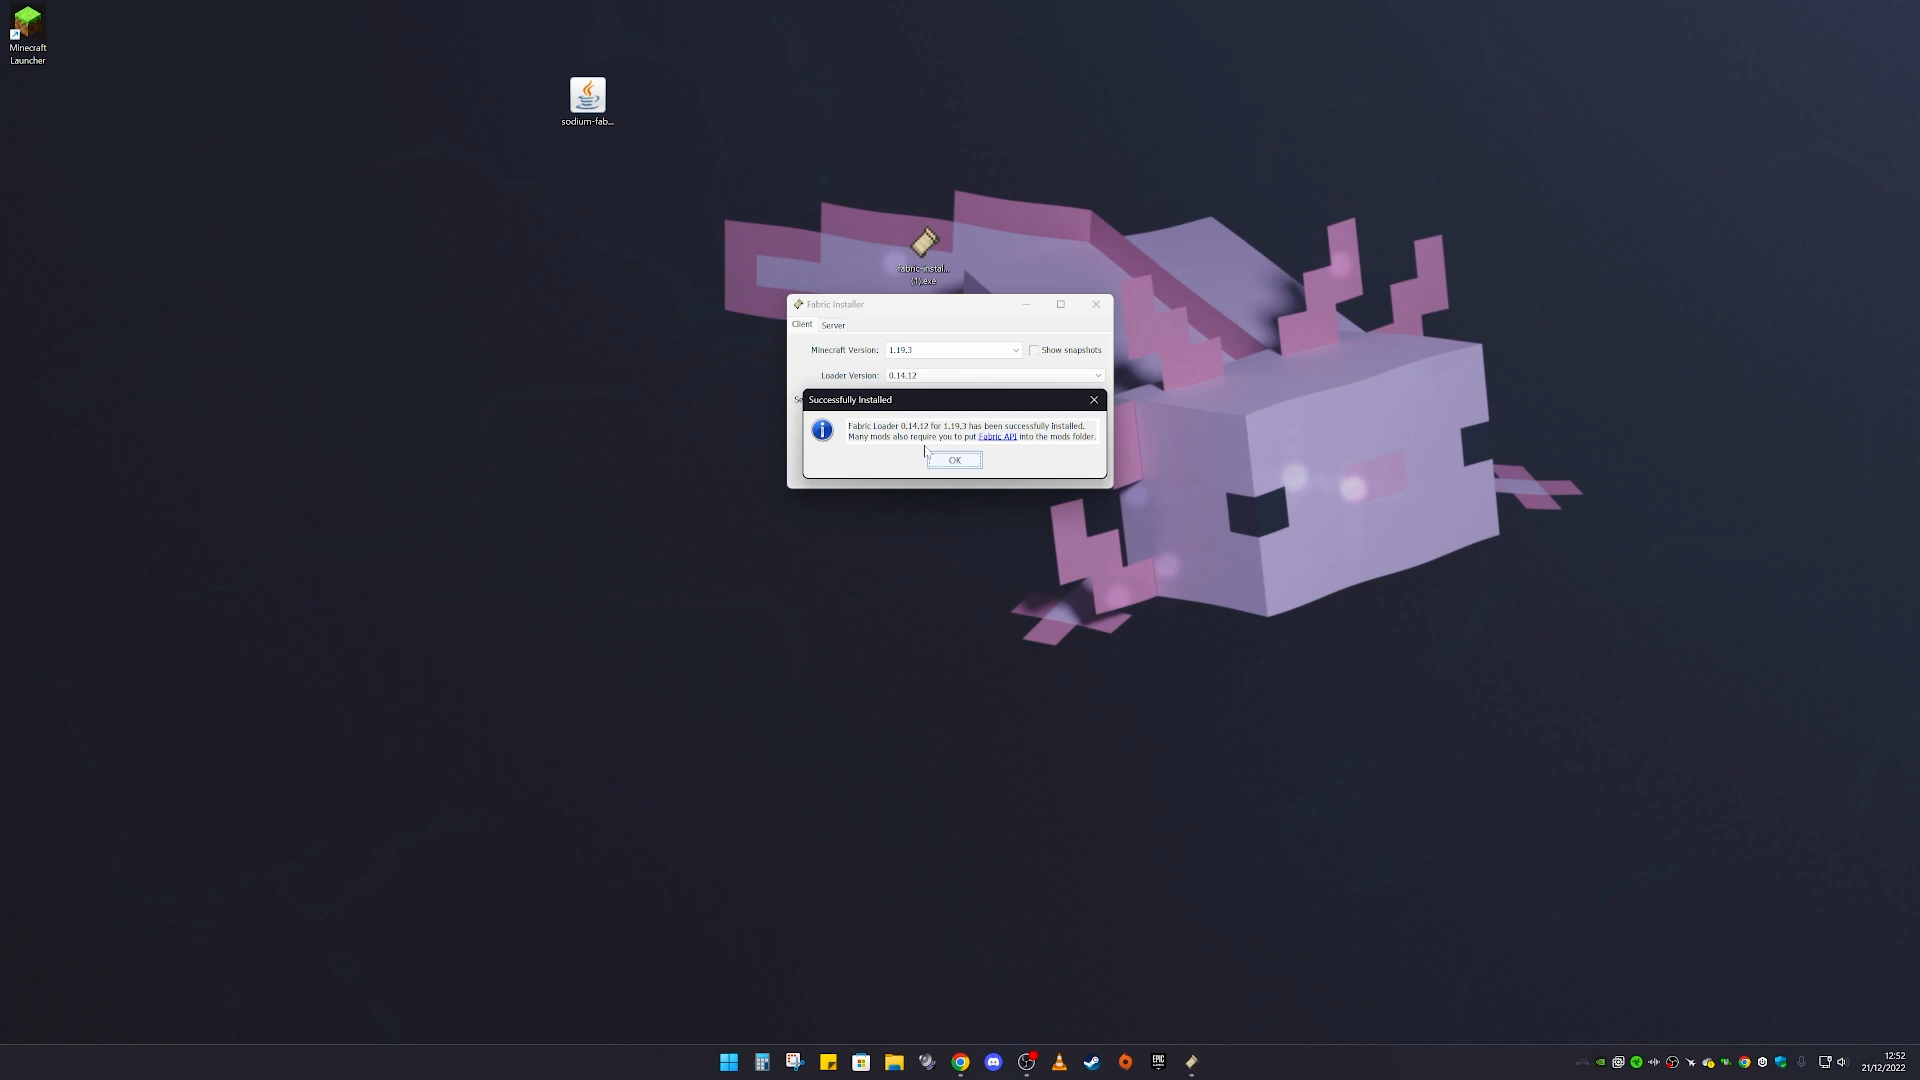 Minecraft
Launcher
sodium-fab...
fabric-instal...
(1).exe
Fabric Installer
Client Server
Minecraft Version: 1.19.3 Show snapshots
Loader Version: 0.14.12
Se
Successfully Installed
Fabric Loader 0.14.12 for 1.19.3 has been successfully installed.
Many mods also require you to put Fabric API into the mods folder.
OK
EPIC
GAMES
12:52
21/12/2022